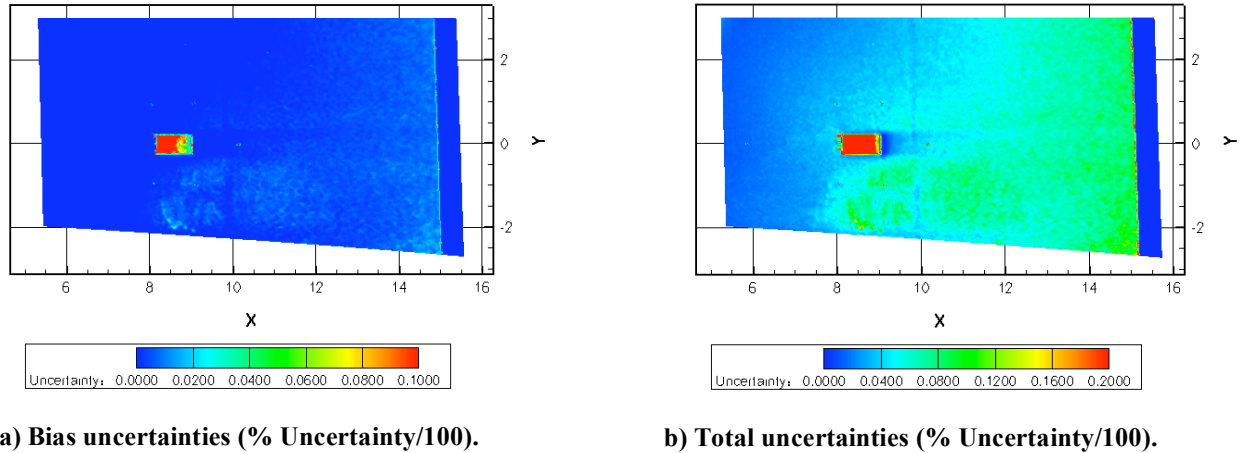 2
0
-2
Y
6 8 10 12 14 16
X
Uncertainty: 0.0000 0.0200 0.0400 0.0600 0.0800 0.1000
a) Bias uncertainties (% Uncertainty/100).
2
0
-2
Y
6 8 10 12 14 16
X
Uncertainty: 0.0000 0.0400 0.0800 0.1200 0.1600 0.2000
b) Total uncertainties (% Uncertainty/100).